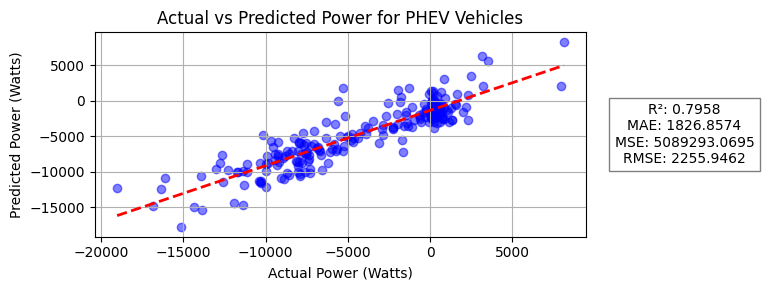 Actual vs Predicted Power for PHEV Vehicles
Predicted Power (Watts)
5000
0
−5000
−10000
−15000
−20000
−15000
−10000
−5000
0
5000
Actual Power (Watts)
R²: 0.7958
MAE: 1826.8574
MSE: 5089293.0695
RMSE: 2255.9462